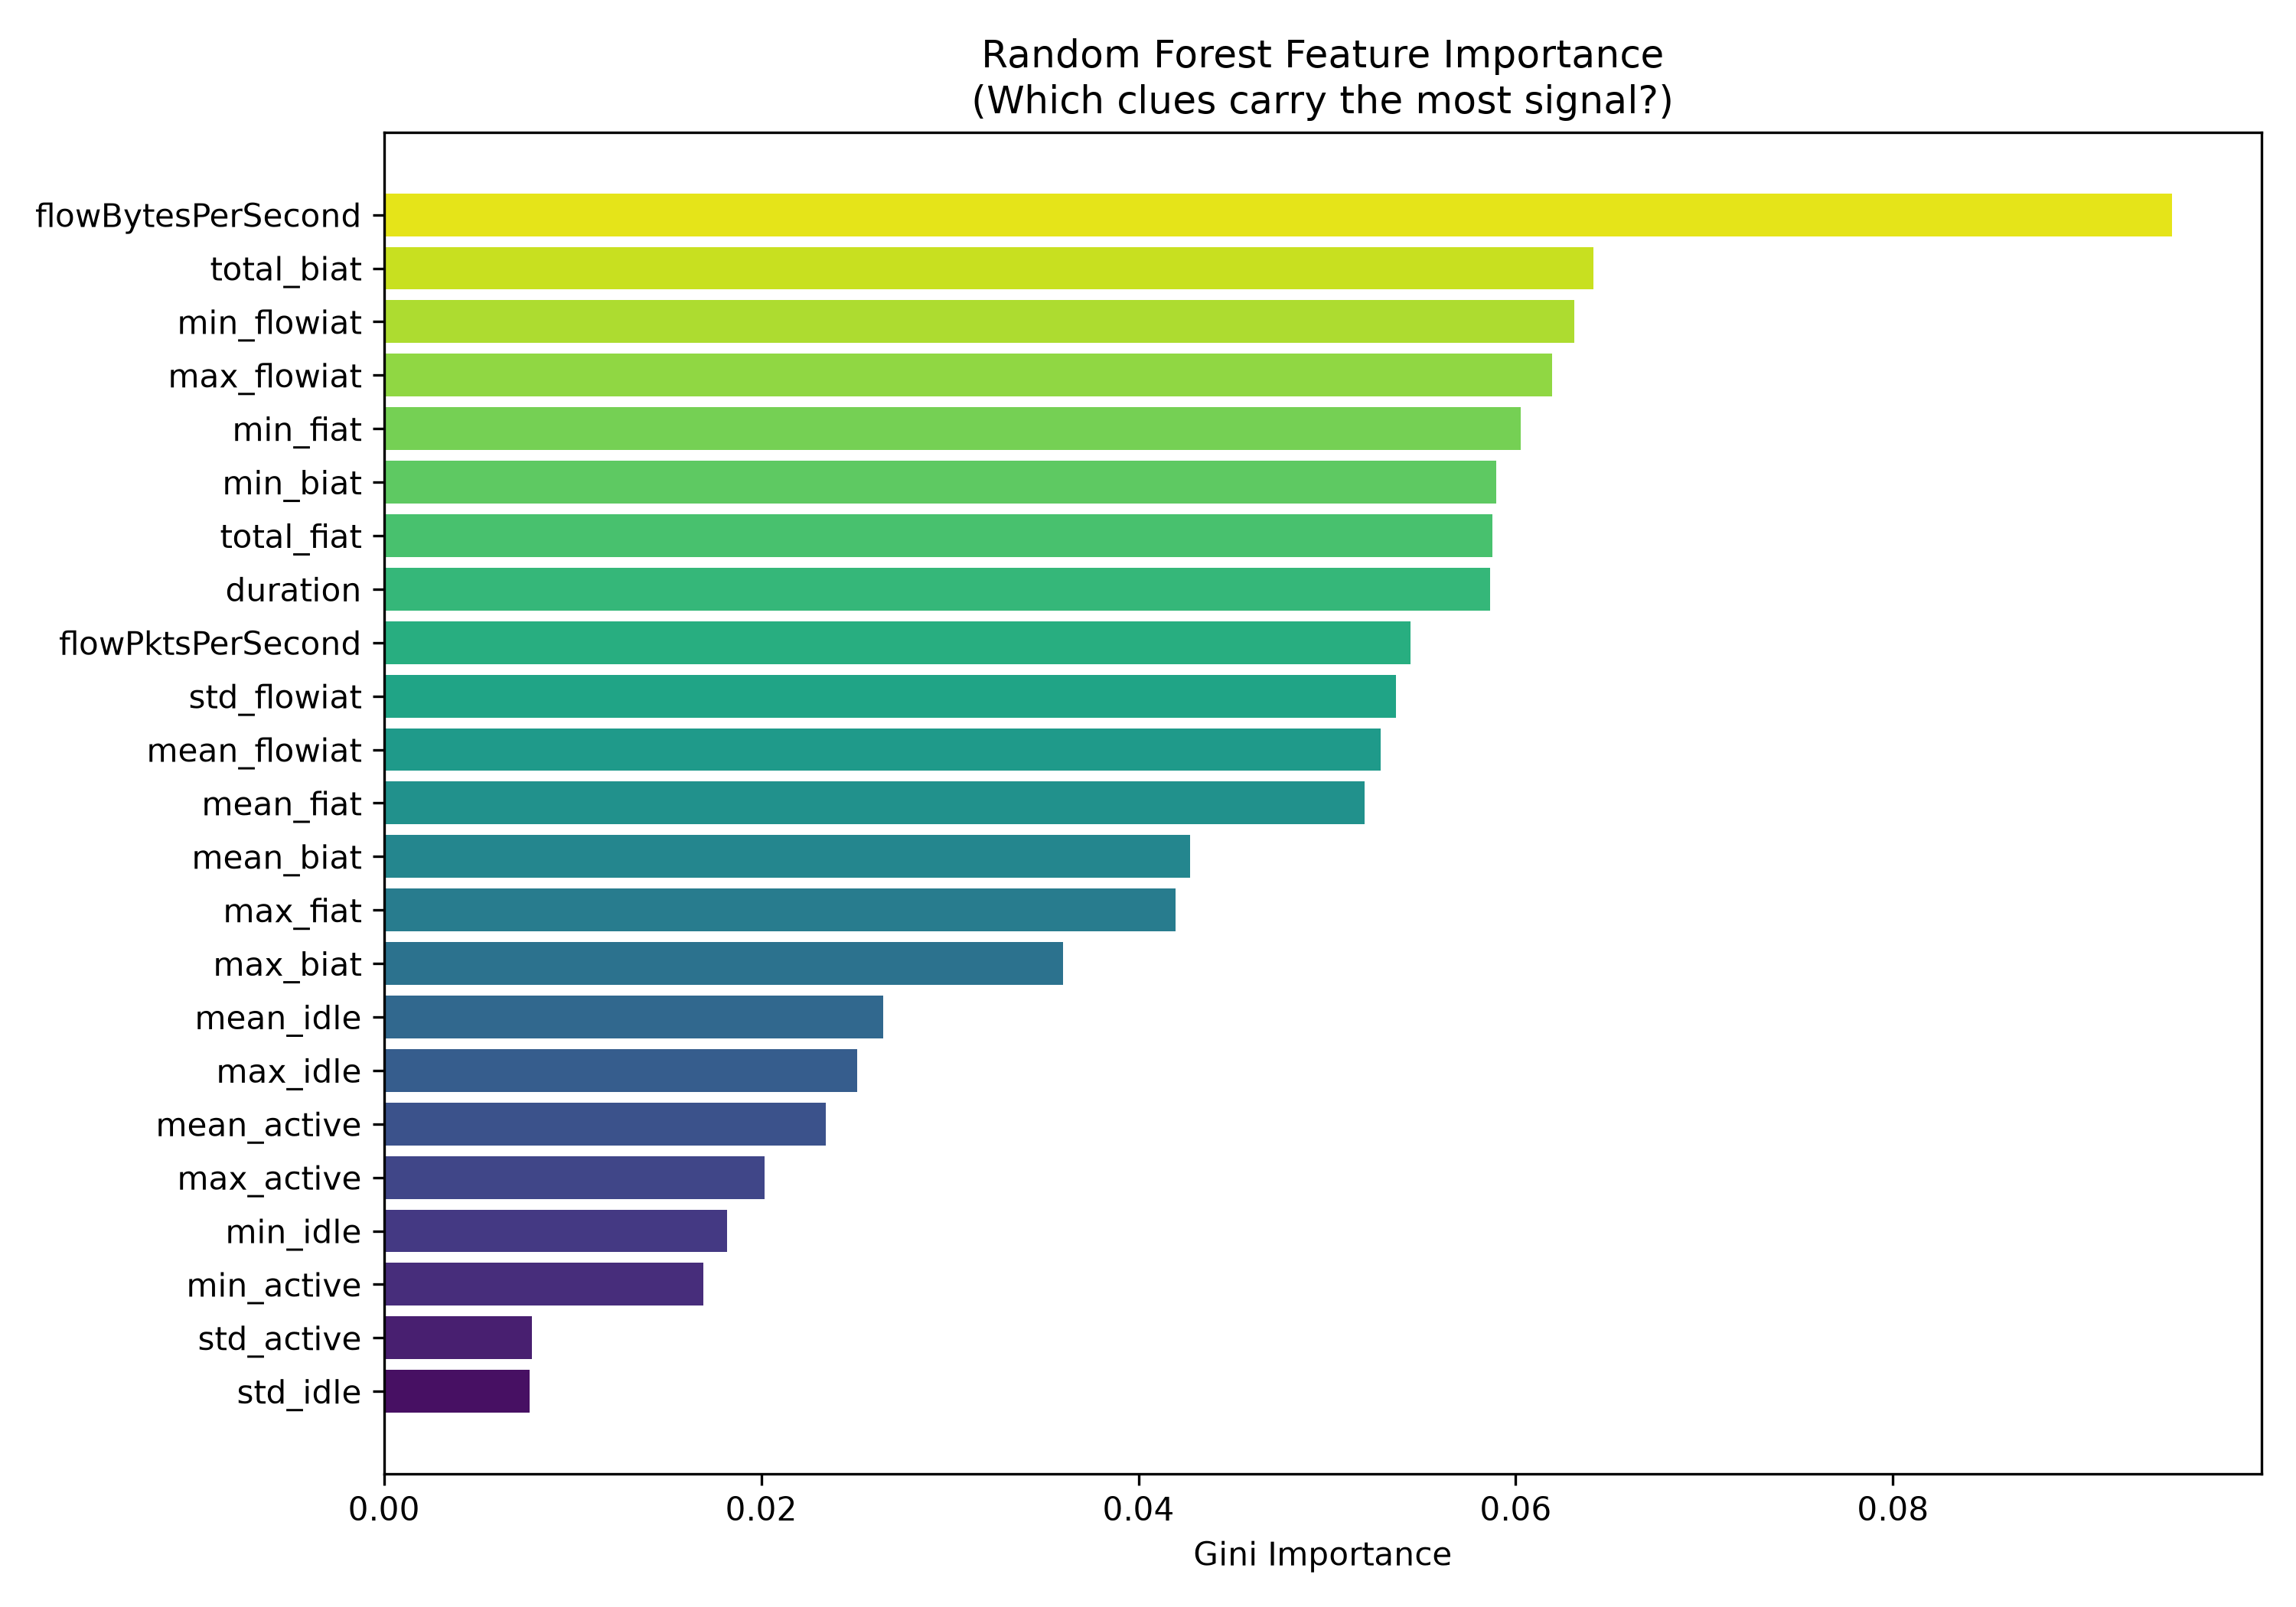 Random Forest Feature Importance
(Which clues carry the most signal?)
flowBytesPerSecond
total_biat
min_flowiat
max_flowiat
min_fiat
min_biat
total_fiat
duration
flowPktsPerSecond
std_flowiat
mean_flowiat
mean_fiat
mean_biat
max_fiat
max_biat
mean_idle
max_idle
mean_active
max_active
min_idle
min_active
std_active
std_idle
0.00 0.02 0.04 0.06 0.08
Gini Importance